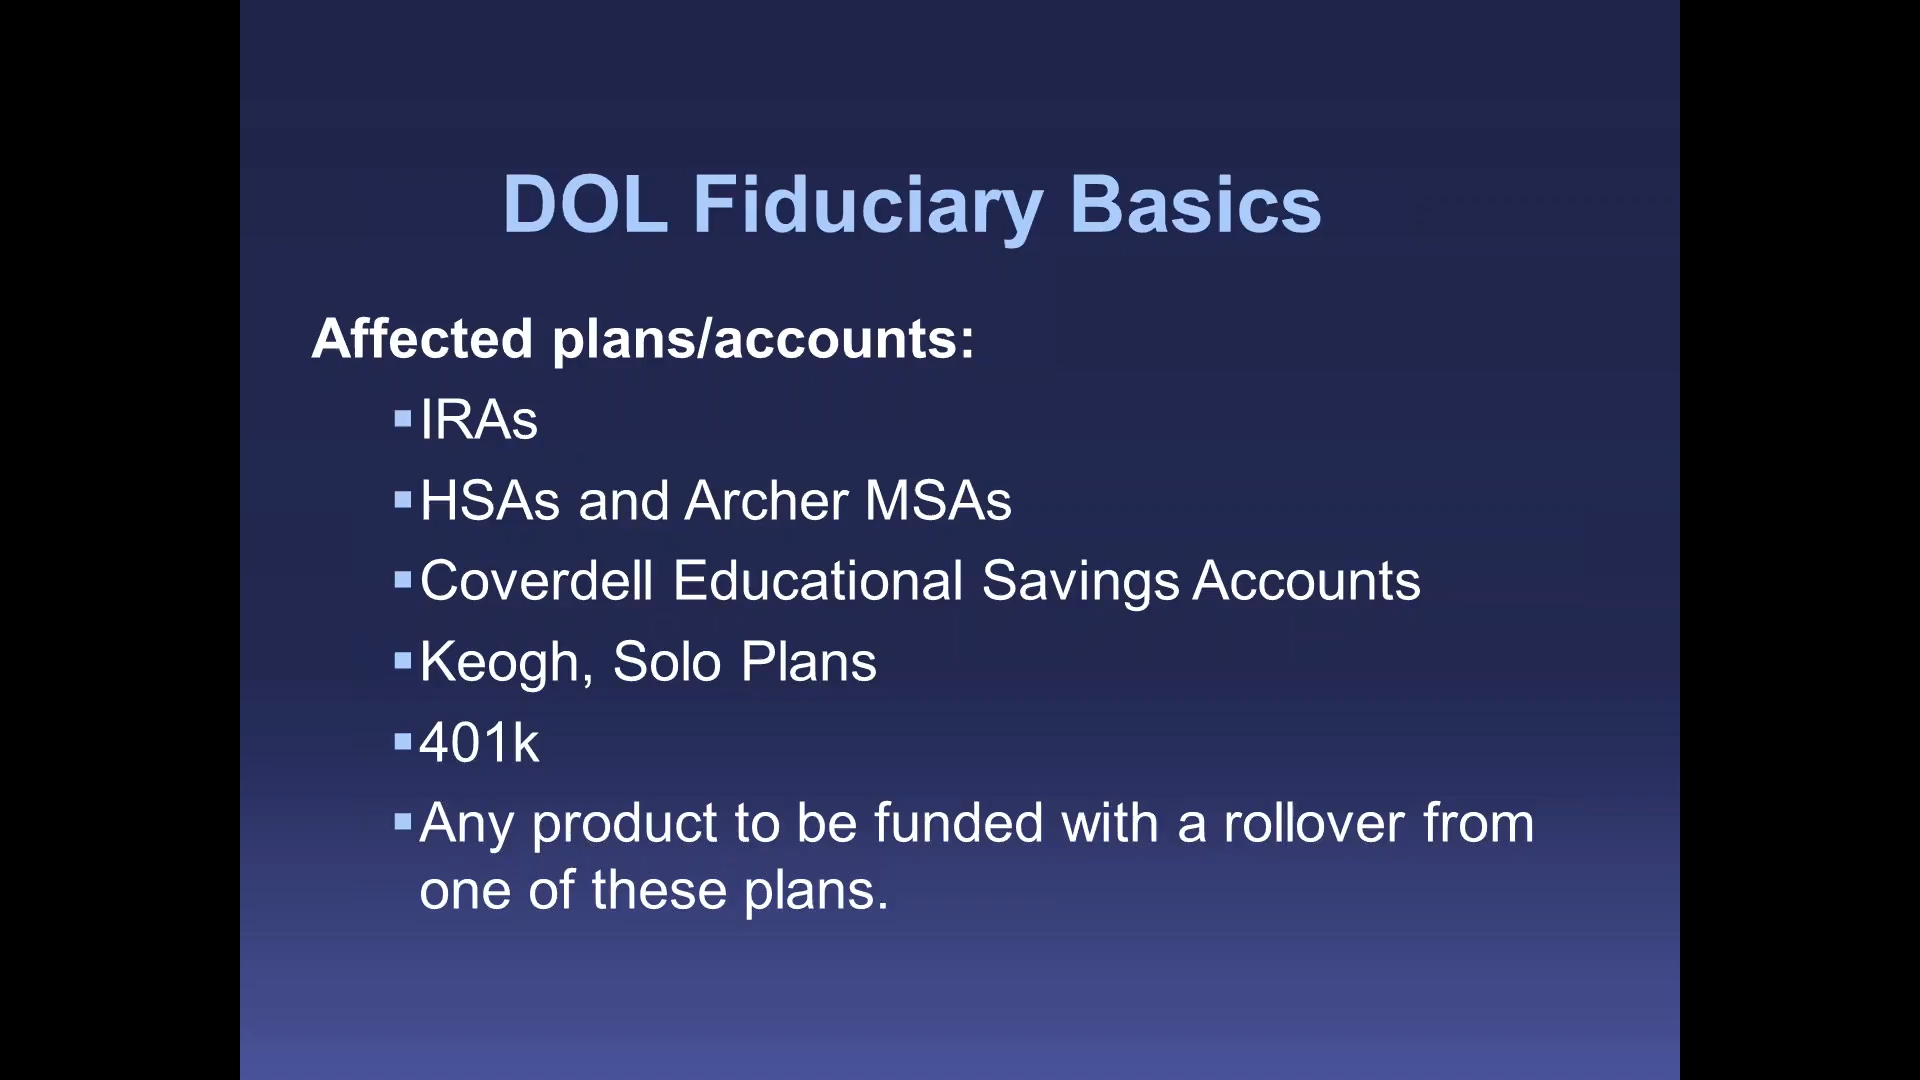 DOL Fiduciary Basics
Affected plans/accounts:
▪IRAs
▪HSAs and Archer MSAs
▪Coverdell Educational Savings Accounts
▪Keogh, Solo Plans
▪401k
▪Any product to be funded with a rollover from
one of these plans.